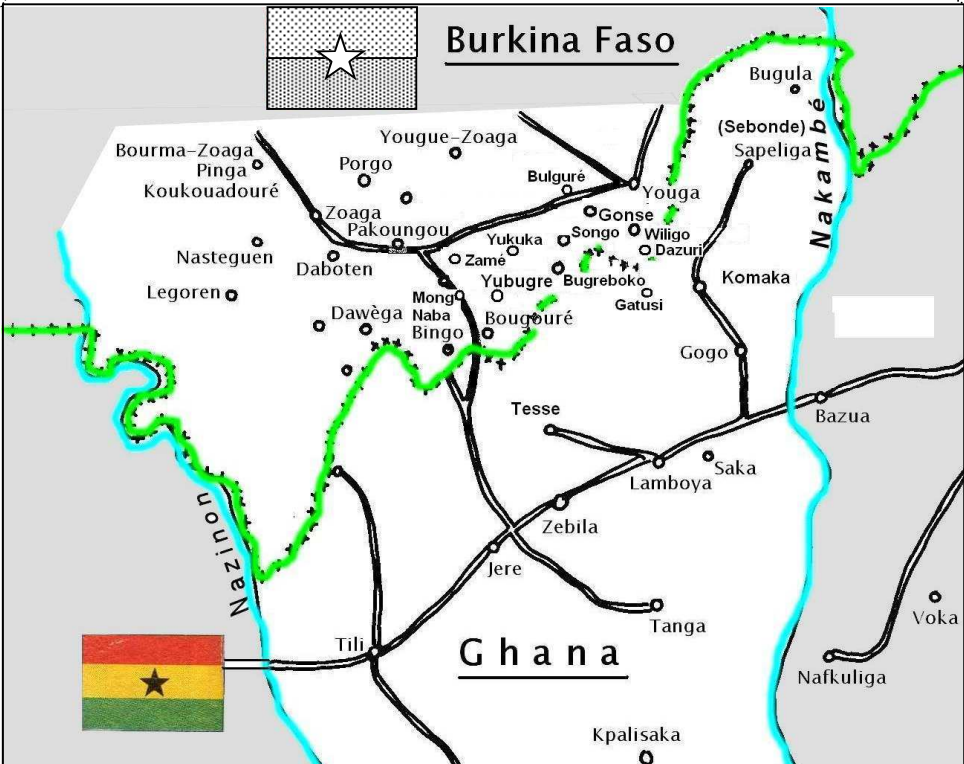 Burkina Faso
Bugula
Nakambé
(Sebonde)
Sapeliga
Yougue-Zoaga
Bourma-Zoaga
Pinga
Koukouadouré
Porgo
Bulguré
Youga
Zoaga
Gonse
Pakoungou
Songo
Wiligo
Yukuka
Dazuri
Nasteguen
Daboten
Zamé
Yubugre
Bugreboko
Komaka
Legoren
Mong
Naba
Gatusi
Dawèga
Bingo
Bougouré
Gogo
Tesse
Bazua
Saka
Lamboya
Nazinon
Zebila
Jere
Voka
Tanga
Tili
Ghana
Nafkuliga
Kpalisaka